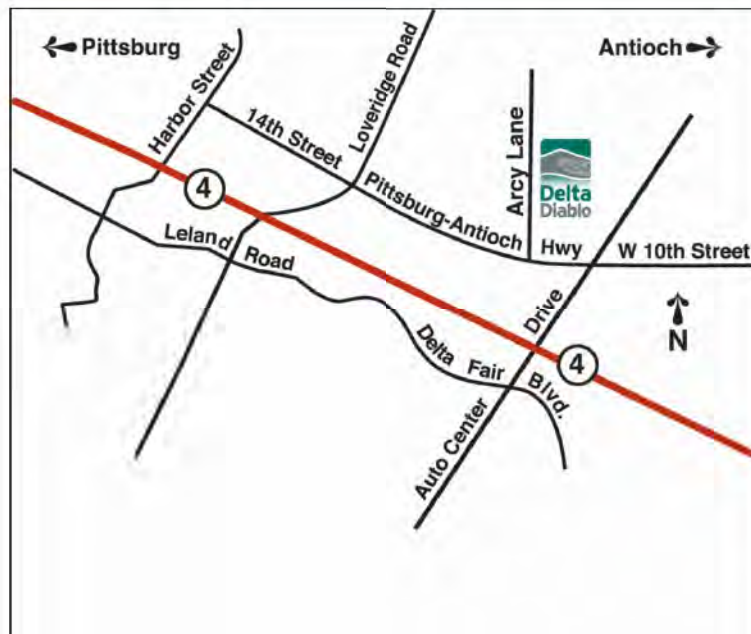 Pittsburg
Antioch
Harbor Street
Loveridge Road
14th Street
Arcy Lane
Delta
Diablo
4
Pittsburg-Antioch Hwy
W 10th Street
Leland Road
N
Auto Center Drive
4
Delta Fair Blvd.